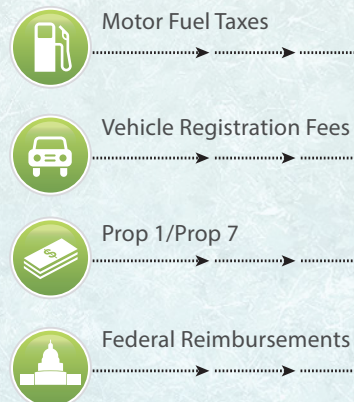 Motor Fuel Taxes
Vehicle Registration Fees
Prop 1/Prop 7
Federal Reimbursements